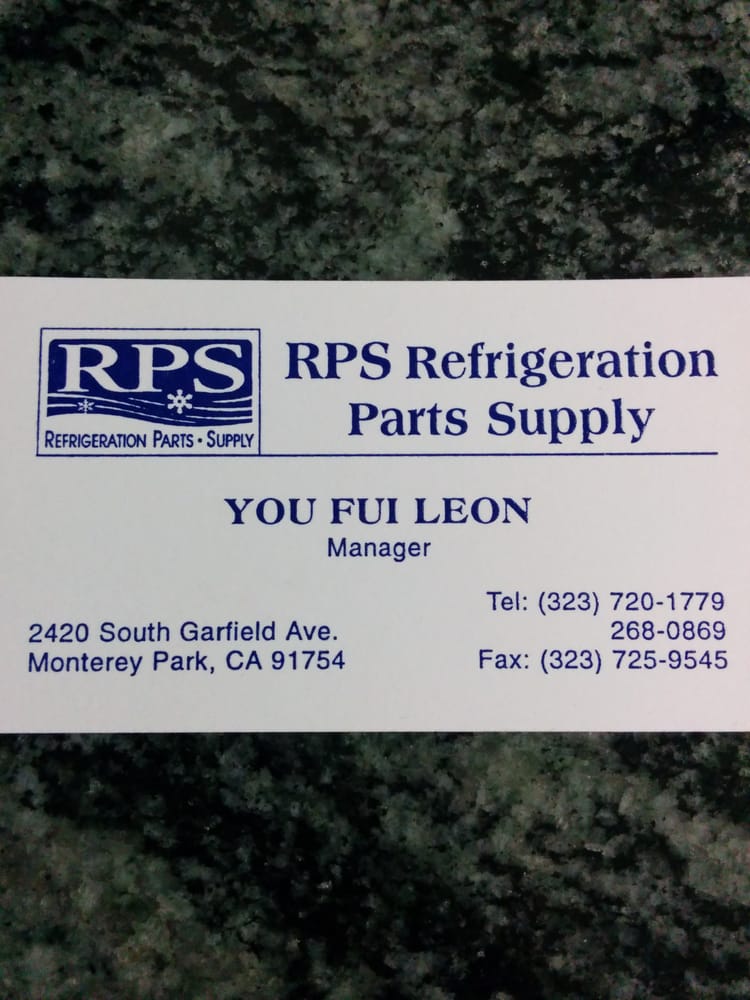 RPS
REFRIGERATION PARTS • SUPPLY
RPS Refrigeration
Parts Supply
YOU FUI LEON
Manager
2420 South Garfield Ave.
Monterey Park, CA 91754
Tel: (323) 720-1779
268-0869
Fax: (323) 725-9545